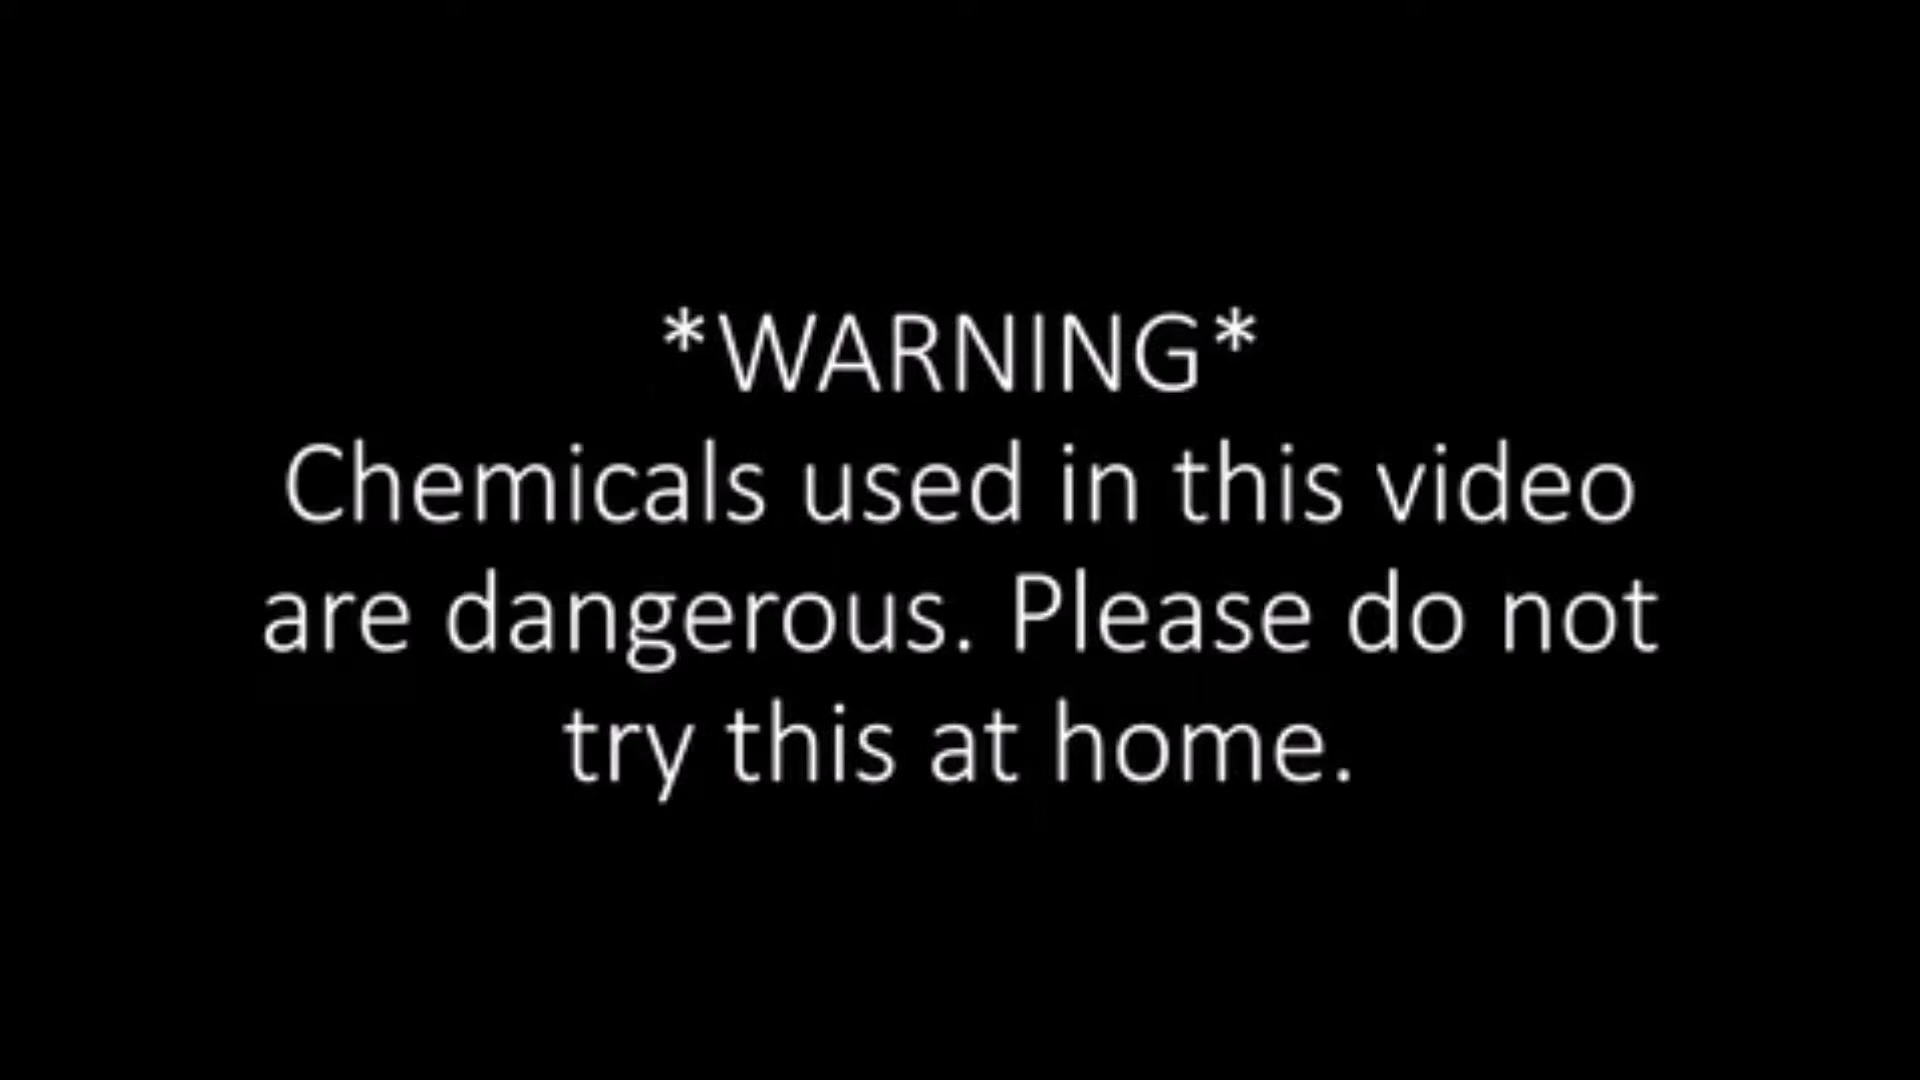 *WARNING*
Chemicals used in this video
are dangerous. Please do not
try this at home.